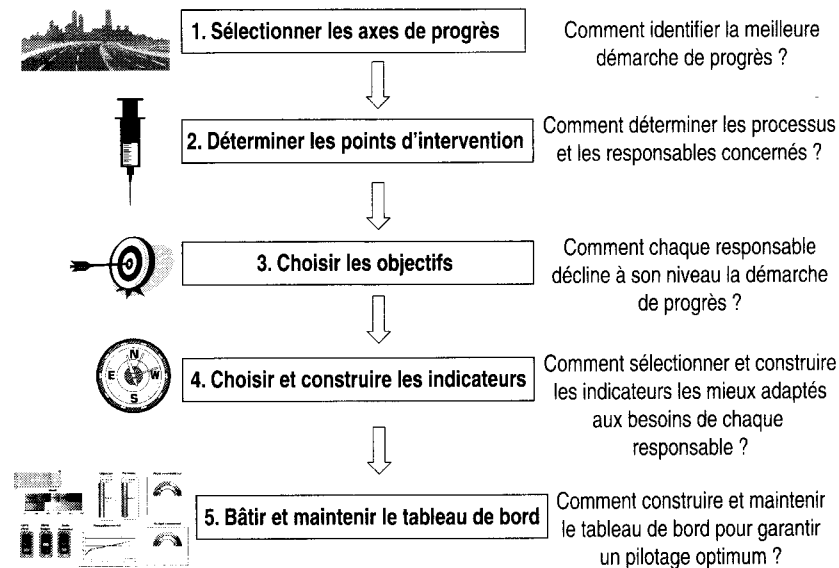 1. Sélectionner les axes de progrès
Comment identifier la meilleure
démarche de progrès ?
2. Déterminer les points d'intervention
Comment déterminer les processus
et les responsables concernés ?
3. Choisir les objectifs
Comment chaque responsable
décline à son niveau la démarche
de progrès ?
N
E
W
S
4. Choisir et construire les indicateurs
Comment sélectionner et construire
les indicateurs les mieux adaptés
aux besoins de chaque
responsable ?
5. Bâtir et maintenir le tableau de bord
Comment construire et maintenir
le tableau de bord pour garantir
un pilotage optimum ?